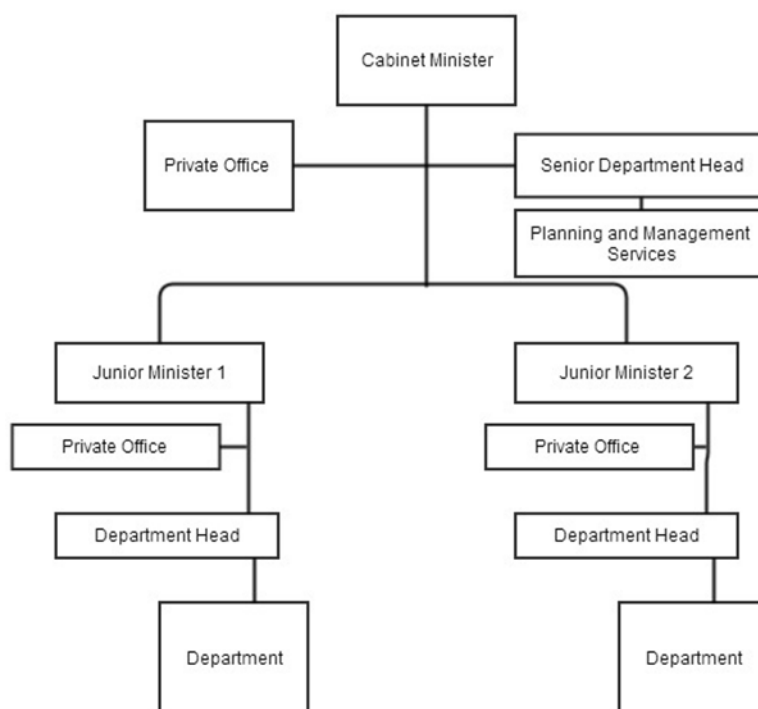 Cabinet Minister
Private Office
Senior Department Head
Planning and Management
Services
Junior Minister 1
Junior Minister 2
Private Office
Private Office
Department Head
Department Head
Department
Department